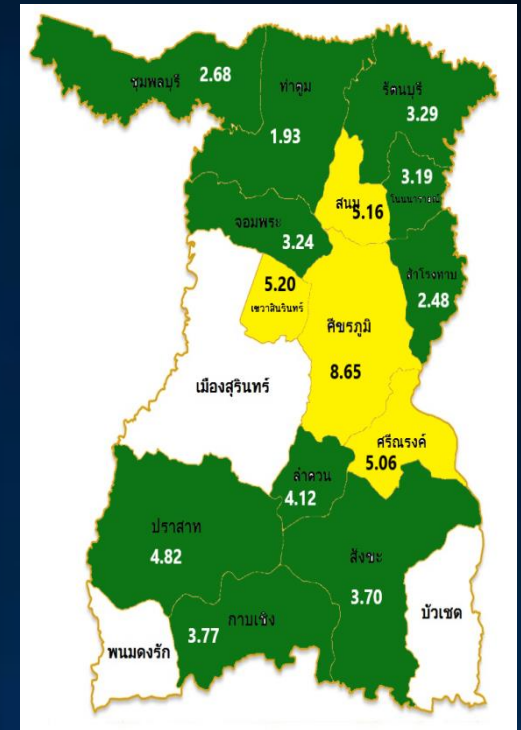 ชุมพลบุรี 2.68
ท่าตูม
1.93
รัตนบุรี
3.29
3.19
โนนนารายณ์
สนม
5.16
จอมพระ
3.24
สำโรงทาบ
2.48
5.20
เขวาสินรินทร์
ศีขรภูมิ
8.65
เมืองสุรินทร์
ศรีณรงค์
5.06
ลำดวน
4.12
ปราสาท
4.82
สังขะ
3.70
บัวเชด
กาบเชิง
3.77
พนมดงรัก